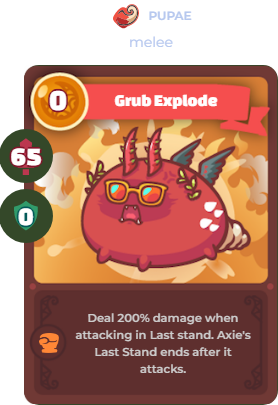 PUPAE
melee
0
Grub Explode
65
0
Deal 200% damage when
attacking in Last stand. Axie's
Last Stand ends after it
attacks.